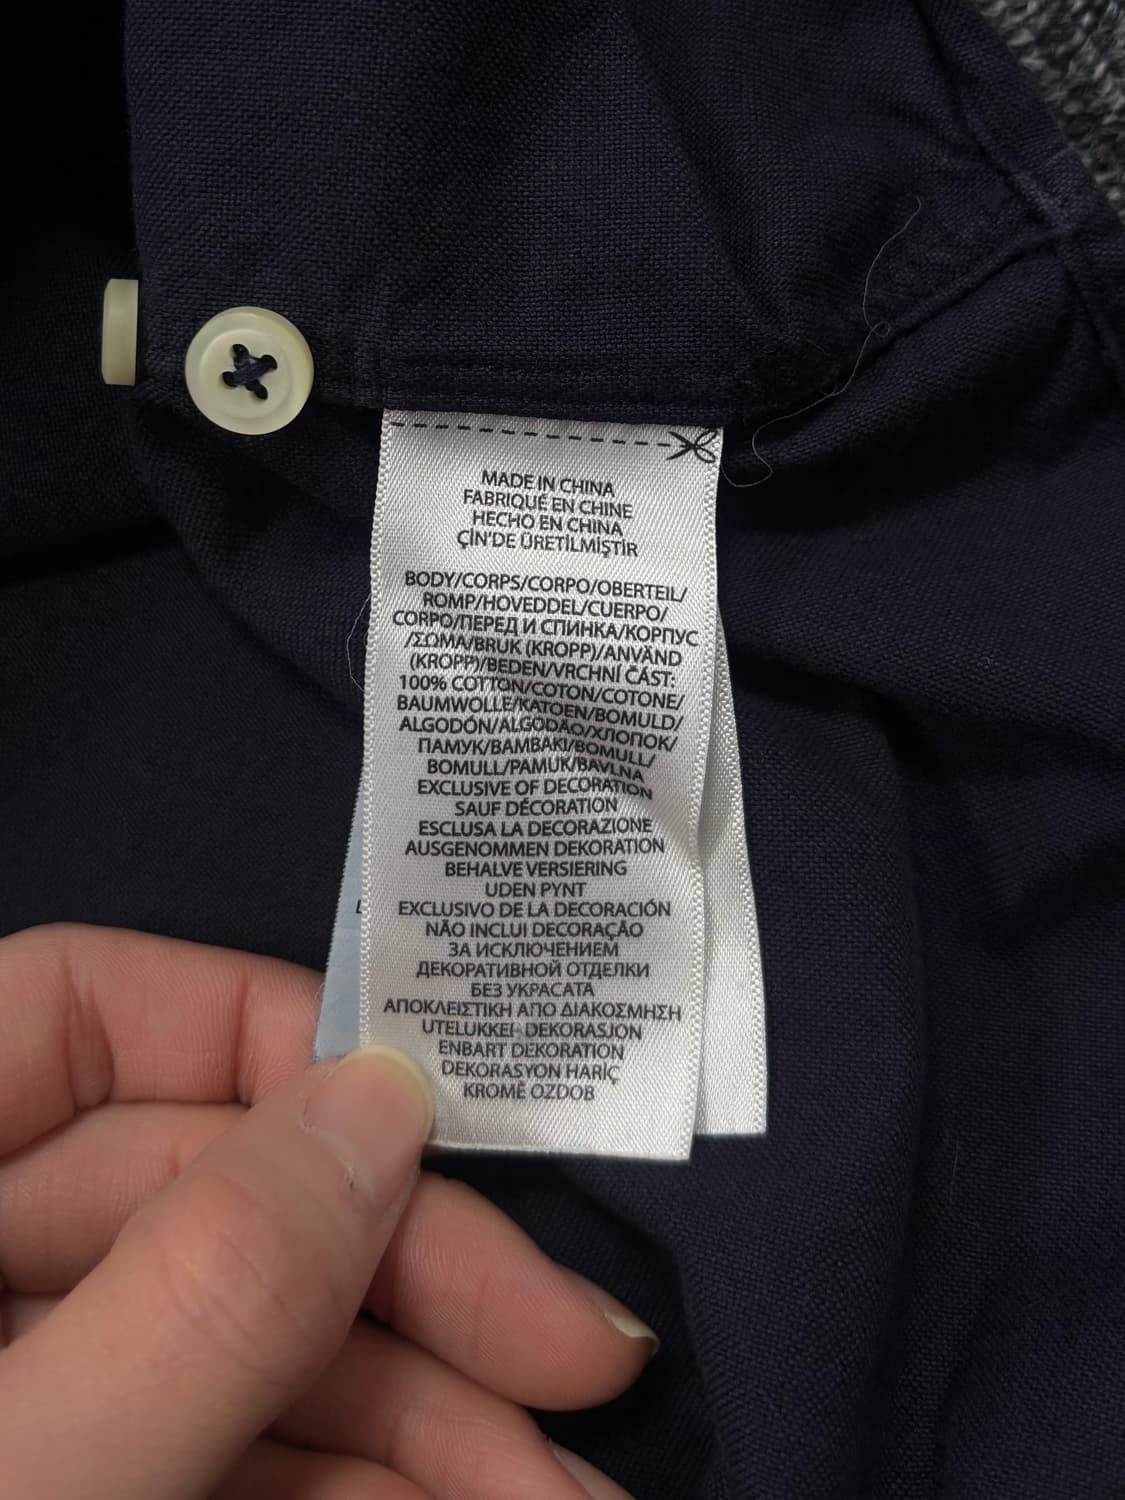 MADE IN CHINA
FABRIQUÉ EN CHINE
HECHO EN CHINA
ÇİN'DE ÜRETİLMİŞTİR
BODY/CORPS/CORPO/OBERTEIL/
ROMP/HOVEDDEL/CUERPO/
CORPO/ПЕРЕД И СПИНКА/КОРПУС
/ΣΩΜΑ/BRUK (KROPP)/ANVÄND
(KROPP)/BEDEN/VRCHNÍ ČÁST:
100% COTTON/COTON/COTONE/
BAUMWOLLE/KATOEN/BOMULD/
ALGODÓN/ALGODÃO/ХЛОПОК/
ПАМУК/ΒΑΜΒΑΚΙ/BOMULL/
BOMULL/PAMUK/BAVLNA
EXCLUSIVE OF DECORATION
SAUF DÉCORATION
ESCLUSA LA DECORAZIONE
AUSGENOMMEN DEKORATION
BEHALVE VERSIERING
UDEN PYNT
EXCLUSIVO DE LA DECORACIÓN
NÃO INCLUI DECORAÇÃO
ЗА ИСКЛЮЧЕНИЕМ
ДЕКОРАТИВНОЙ ОТДЕЛКИ
БЕЗ УКРАСАТА
ΑΠΟΚΛΕΙΣΤΙΚΗ ΑΠΟ ΔΙΑΚΟΣΜΗΣΗ
UTELUKKEI DEKORASJON
ENBART DEKORATION
DEKORASYON HARİÇ
KROMĚ OZDOB